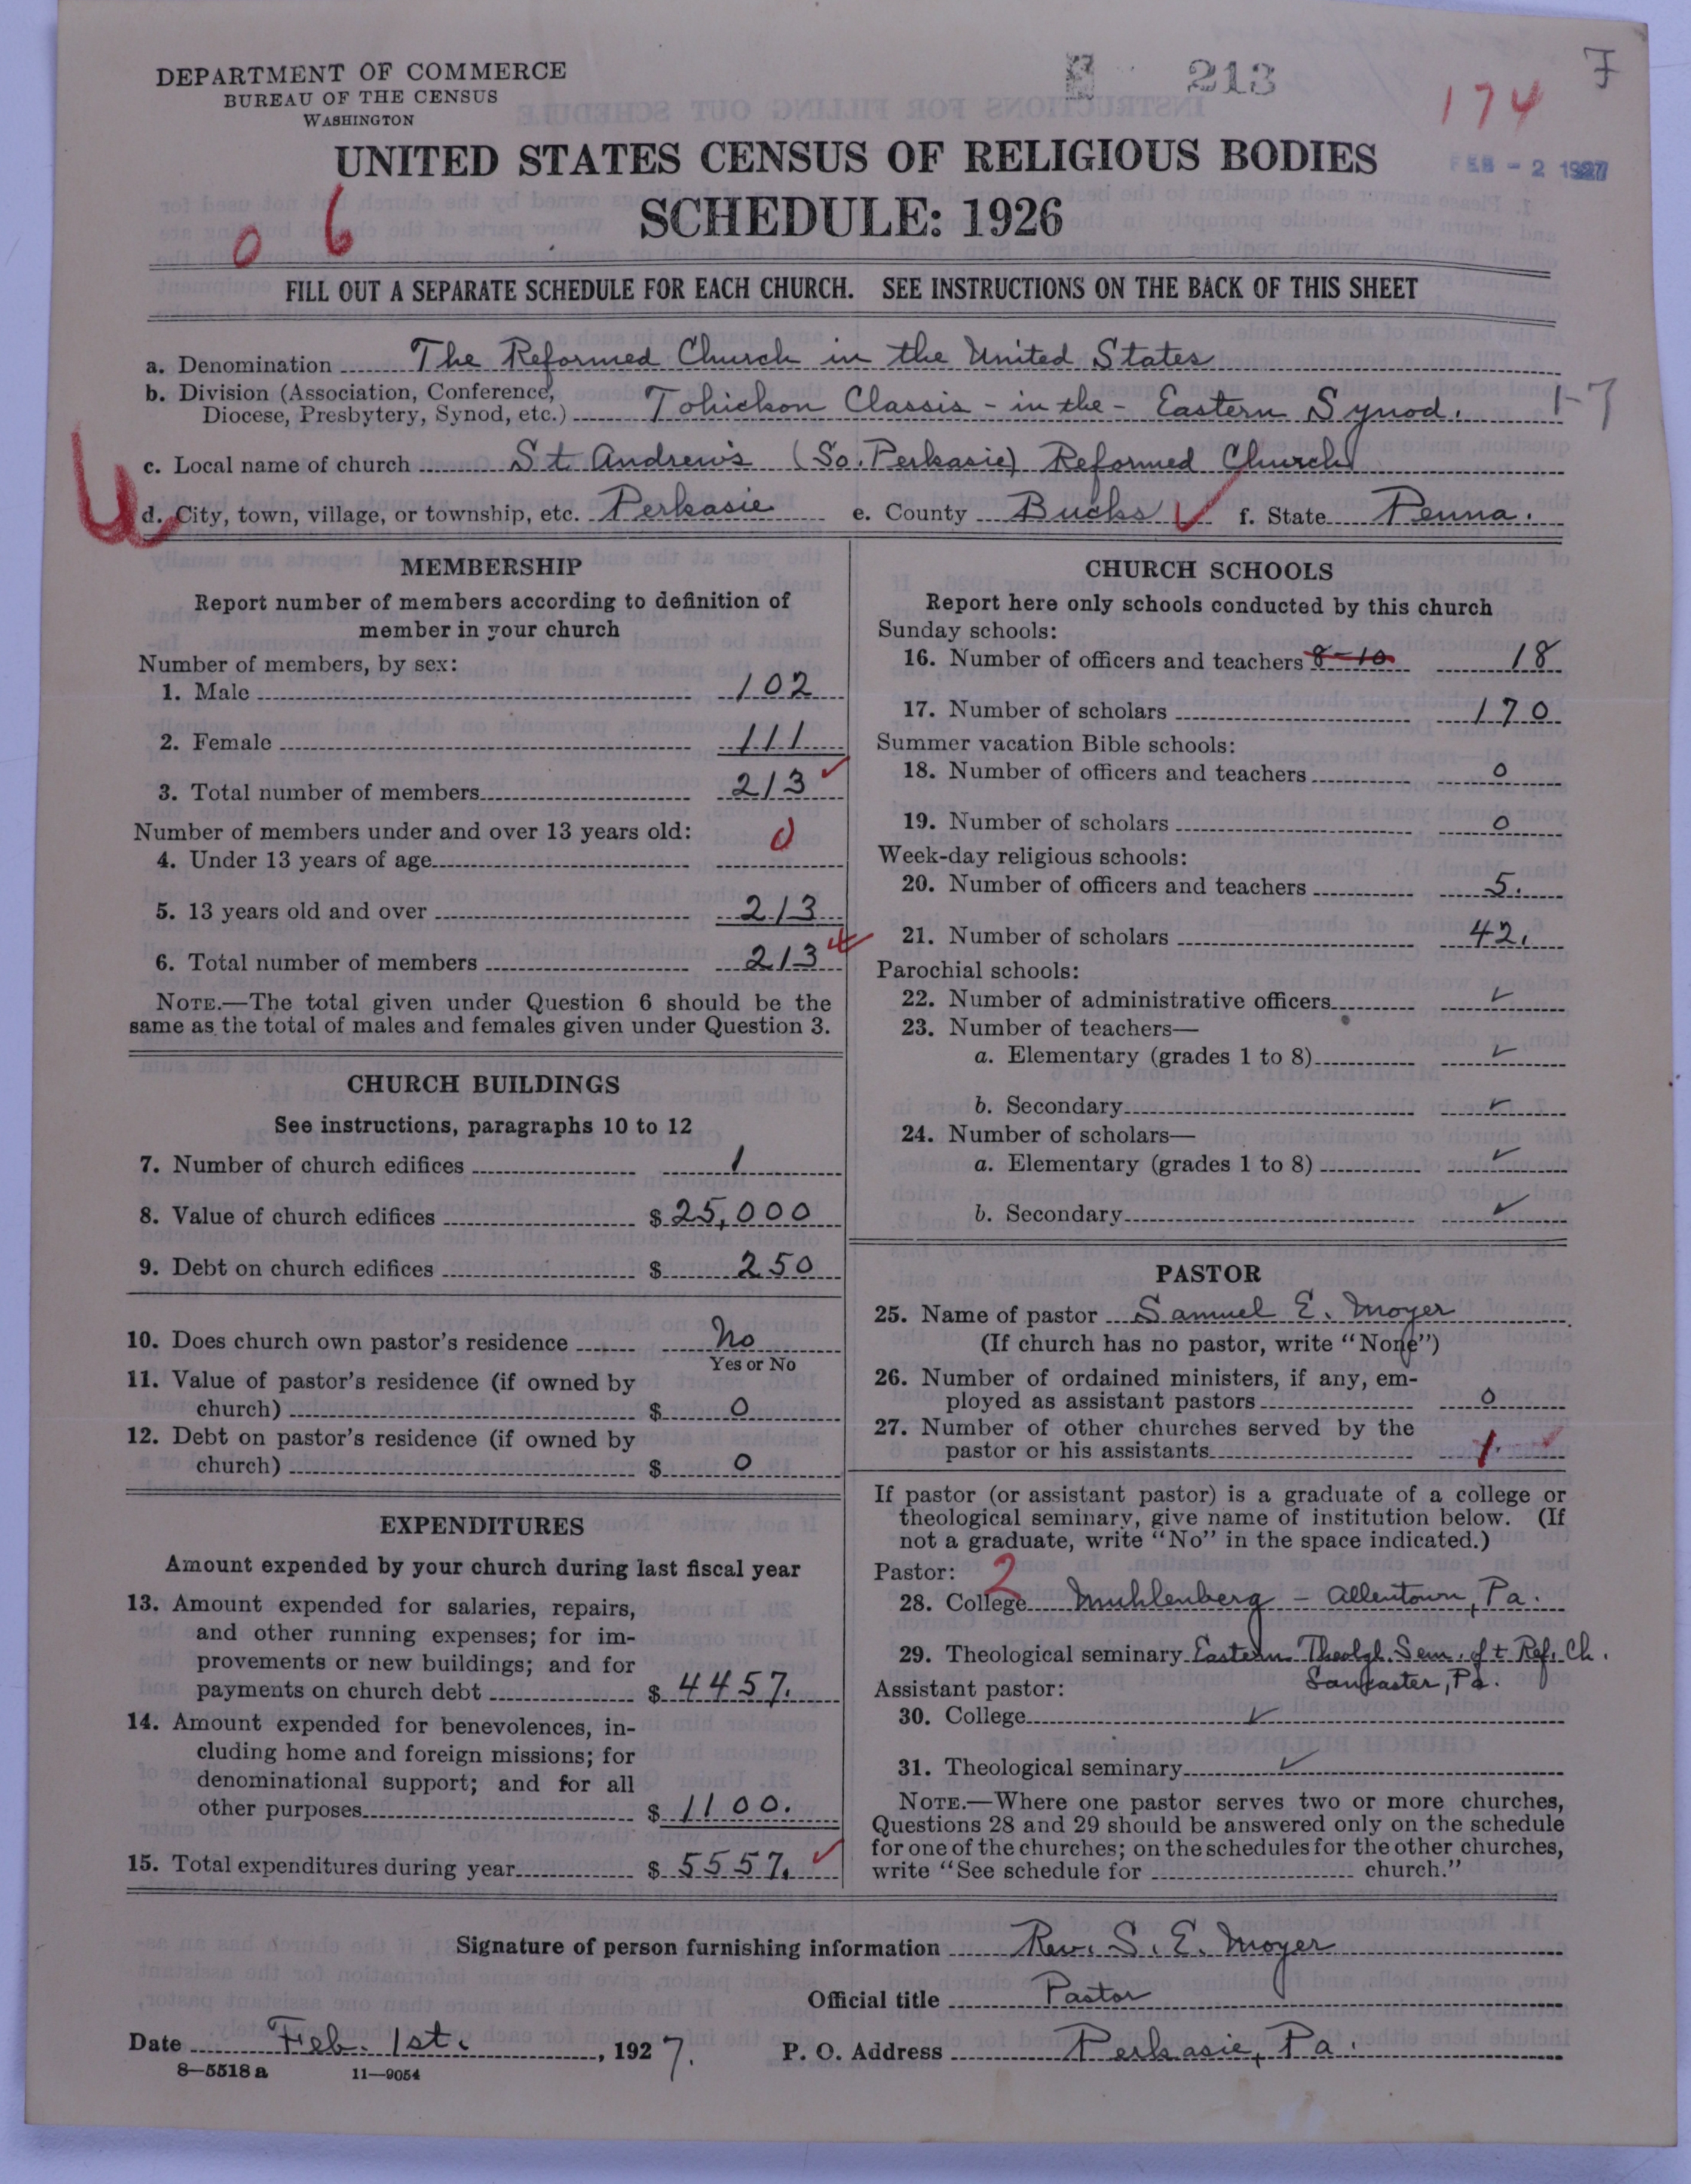 DEPARTMENT OF COMMERCE
BUREAU OF THE CENSUS
WASHINGTON
213
174
7
FEB - 2 1927
UNITED STATES CENSUS OF RELIGIOUS BODIES
SCHEDULE: 1926
0 6
FILL OUT A SEPARATE SCHEDULE FOR EACH CHURCH. SEE INSTRUCTIONS ON THE BACK OF THIS SHEET
a. Denomination The Reformed Church in the United States
b. Division (Association, Conference,
Diocese, Presbytery, Synod, etc.) Tohickon Classis - in the - Eastern Synod. 1-7
c. Local name of church St Andrew's (So. Perkasie) Reformed Church
d. City, town, village, or township, etc. Perkasie e. County Bucks f. State Penna.
MEMBERSHIP
Report number of members according to definition of
member in your church
Number of members, by sex:
1. Male 102
2. Female 111
3. Total number of members 213
Number of members under and over 13 years old:
4. Under 13 years of age 0
5. 13 years old and over 213
6. Total number of members 213
NOTE.—The total given under Question 6 should be the
same as the total of males and females given under Question 3.
CHURCH BUILDINGS
See instructions, paragraphs 10 to 12
7. Number of church edifices 1
8. Value of church edifices $ 25,000
9. Debt on church edifices $ 250
10. Does church own pastor's residence No
Yes or No
11. Value of pastor's residence (if owned by
church) $ 0
12. Debt on pastor's residence (if owned by
church) $ 0
EXPENDITURES
Amount expended by your church during last fiscal year
13. Amount expended for salaries, repairs,
and other running expenses; for im-
provements or new buildings; and for
payments on church debt $ 4457.
14. Amount expended for benevolences, in-
cluding home and foreign missions; for
denominational support; and for all
other purposes $ 1100.
15. Total expenditures during year $ 5557.
CHURCH SCHOOLS
Report here only schools conducted by this church
Sunday schools:
16. Number of officers and teachers 8-10 18
17. Number of scholars 170
Summer vacation Bible schools:
18. Number of officers and teachers 0
19. Number of scholars 0
Week-day religious schools:
20. Number of officers and teachers 5.
21. Number of scholars 42.
Parochial schools:
22. Number of administrative officers ✓
23. Number of teachers—
a. Elementary (grades 1 to 8) ✓
b. Secondary ✓
24. Number of scholars—
a. Elementary (grades 1 to 8) ✓
b. Secondary ✓
PASTOR
25. Name of pastor Samuel E. Moyer
(If church has no pastor, write "None")
26. Number of ordained ministers, if any, em-
ployed as assistant pastors 0
27. Number of other churches served by the
pastor or his assistants 1.
If pastor (or assistant pastor) is a graduate of a college or
theological seminary, give name of institution below. (If
not a graduate, write "No" in the space indicated.)
Pastor: 2
28. College Muhlenberg - Allentown, Pa.
29. Theological seminary Eastern Theolgl. Sem. of t Ref. Ch.
Lancaster, Pa.
Assistant pastor:
30. College ✓
31. Theological seminary ✓
NOTE.—Where one pastor serves two or more churches,
Questions 28 and 29 should be answered only on the schedule
for one of the churches; on the schedules for the other churches,
write "See schedule for church."
Signature of person furnishing information Rev. S. E. Moyer
Official title Pastor
Date Feb. 1st. , 1927. P. O. Address Perkasie, Pa.
8—5518 a 11—9054